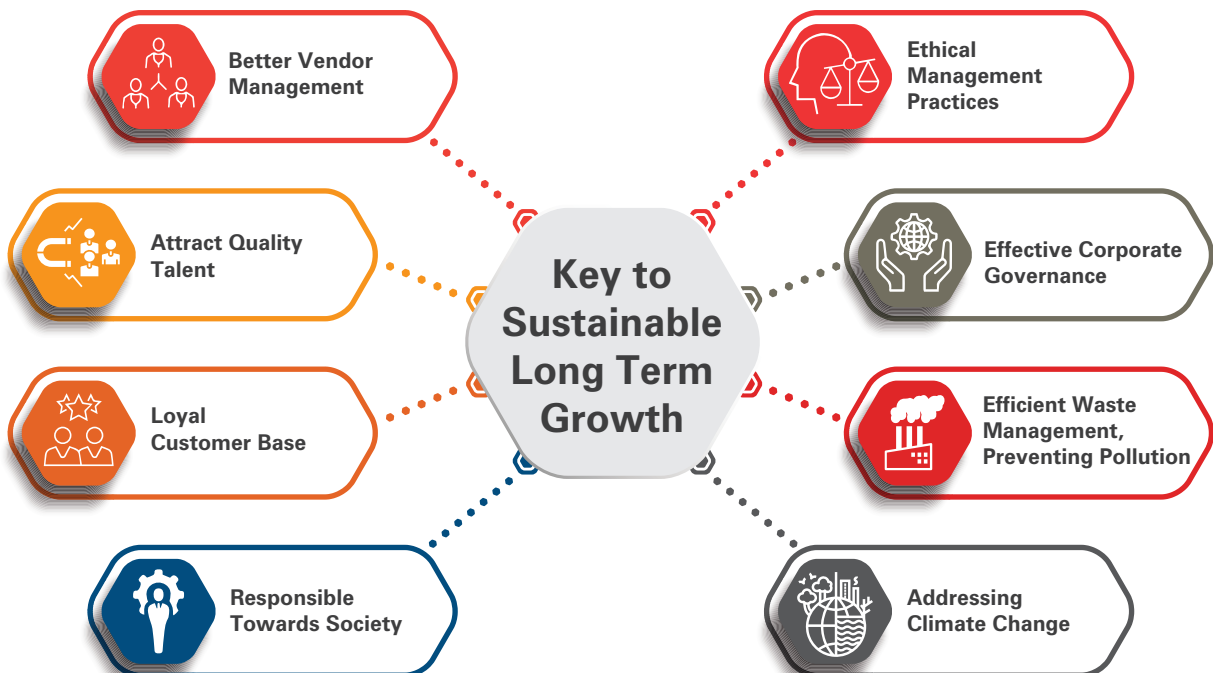 Better Vendor
Management
Ethical
Management
Practices
Attract Quality
Talent
Effective Corporate
Governance
Key to
Sustainable
Long Term
Growth
Loyal
Customer Base
Efficient Waste
Management,
Preventing Pollution
Responsible
Towards Society
Addressing
Climate Change